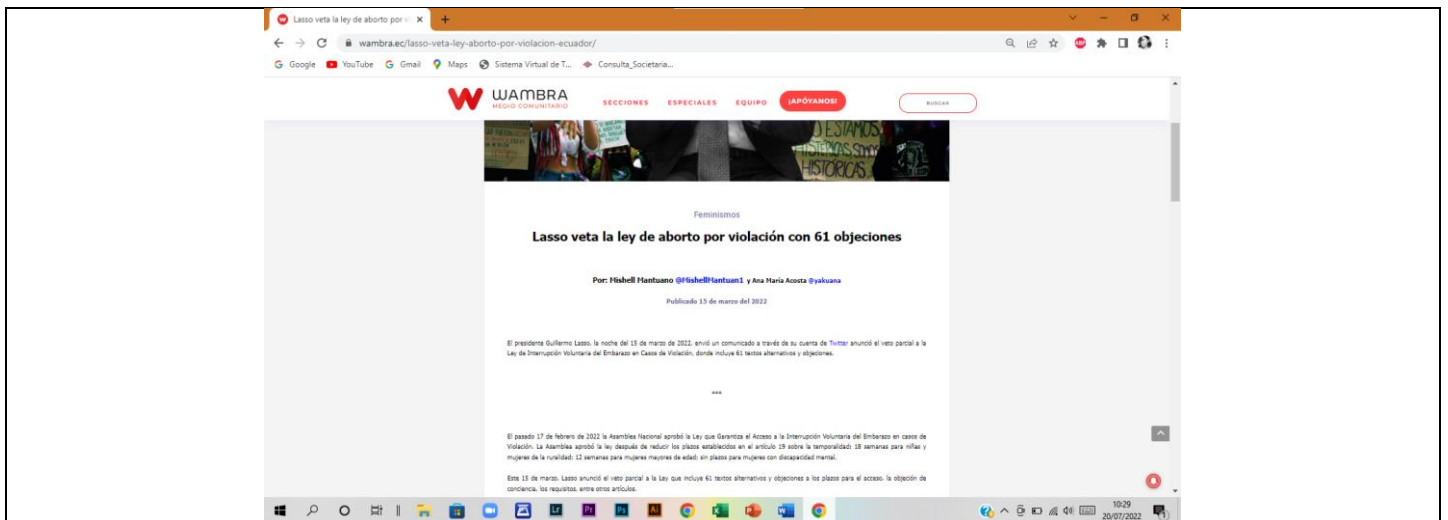 Lasso veta la ley de aborto por vi
wambra.ec/lasso-veta-ley-aborto-por-violacion-ecuador/
Google YouTube Gmail Maps Sistema Virtual de T... Consulta_Societaria...
WAMBRA
MEDIO COMUNITARIO
SECCIONES ESPECIALES EQUIPO ¡APÓYANOS! BUSCAR
O ESTAMOS
HISTÉRICAS SOMOS
HISTÓRICAS
Feminismos
Lasso veta la ley de aborto por violación con 61 objeciones
Por: Mishell Mantuano @MishellMantuan1 y Ana María Acosta @yakuana
Publicado 15 de marzo del 2022
El presidente Guillermo Lasso, la noche del 15 de marzo de 2022, envió un comunicado a través de su cuenta de Twitter anunció el veto parcial a la
Ley de Interrupción Voluntaria del Embarazo en Casos de Violación, donde incluye 61 textos alternativos y objeciones.
***
El pasado 17 de febrero de 2022 la Asamblea Nacional aprobó la Ley que Garantiza el Acceso a la Interrupción Voluntaria del Embarazo en casos de
Violación. La Asamblea aprobó la ley después de reducir los plazos establecidos en el artículo 19 sobre la temporalidad: 18 semanas para niñas y
mujeres de la ruralidad; 12 semanas para mujeres mayores de edad; sin plazos para mujeres con discapacidad mental.
Este 15 de marzo, Lasso anunció el veto parcial a la Ley que incluye 61 textos alternativos y objeciones a los plazos para el acceso, la objeción de
conciencia, los requisitos, entre otros artículos.
10:29
20/07/2022